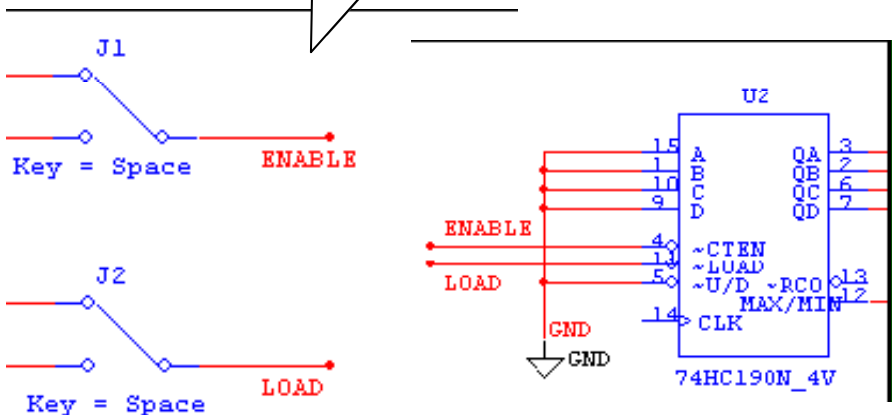 J1
ENABLE
Key = Space
J2
LOAD
Key = Space
U2
15 A QA 3
1 B QB 2
10 C QC 6
9 D QD 7
ENABLE
4 ~CTEN
11 ~LOAD
LOAD
5 ~U/D ~RCO 13
MAX/MIN 12
14 CLK
GND
GND
74HC190N_4V